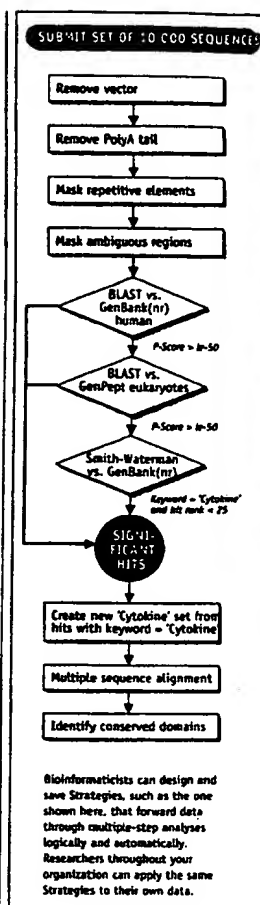 SUBMIT SET OF 10 000 SEQUENCES
Remove vector
Remove PolyA tail
Mask repetitive elements
Mask ambiguous regions
BLAST vs.
GenBank(nr)
human
P-Score > 1e-50
BLAST vs.
GenPept eukaryotes
P-Score > 1e-50
Smith-Waterman
vs. GenBank(nr)
Keyword = 'Cytokine'
and hit rank < 25
SIGNI-
FICANT
HITS
Create new 'Cytokine' set from
hits with keyword = 'Cytokine'
Multiple sequence alignment
Identify conserved domains
Bioinformaticists can design and
save Strategies, such as the one
shown here, that forward data
through multiple-step analyses
logically and automatically.
Researchers throughout your
organization can apply the same
Strategies to their own data.